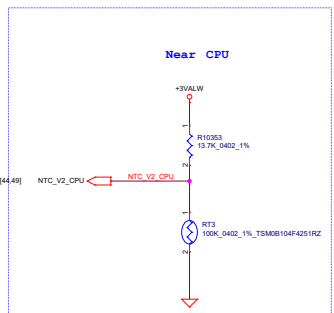 Near CPU
+3VALW
1
R10353
13.7K_0402_1%
2
[44,49] NTC_V2_CPU NTC_V2_CPU
1
RT3
100K_0402_1%_TSM0B104F4251RZ
2